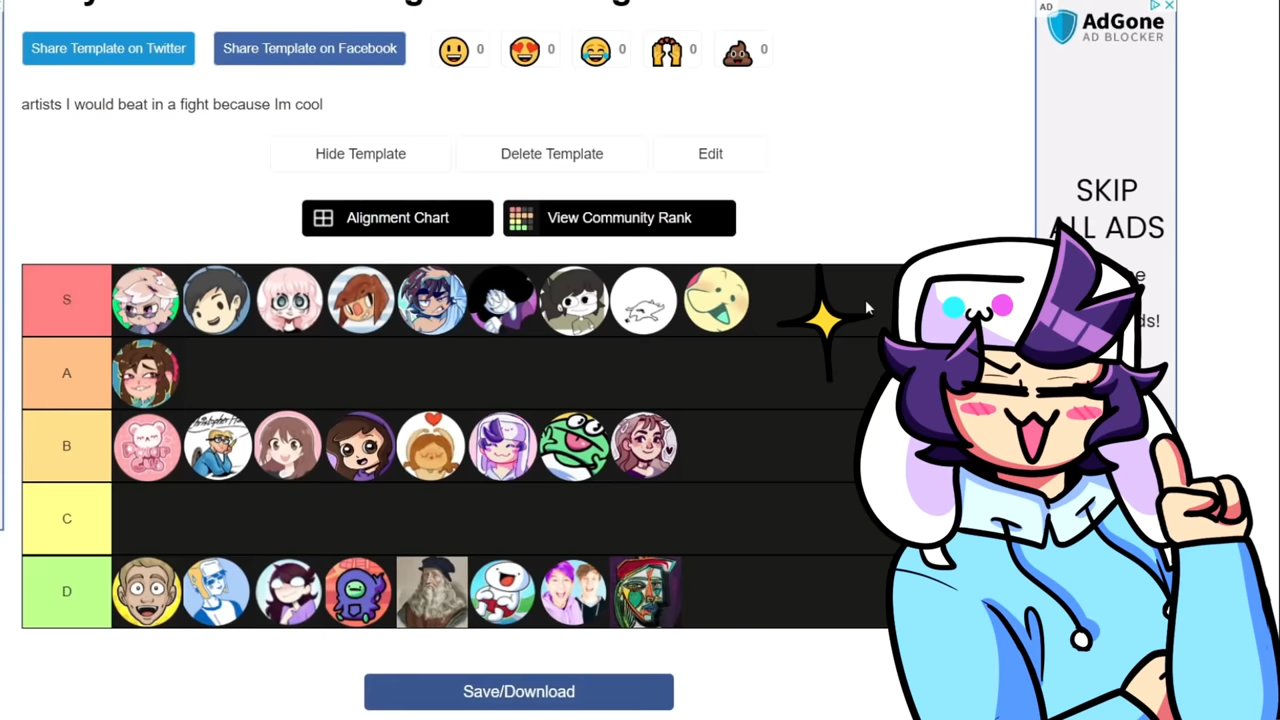 Share Template on Twitter
Share Template on Facebook
0
0
0
0
0
AD
AdGone
AD BLOCKER
artists I would beat in a fight because Im cool
Hide Template
Delete Template
Edit
Alignment Chart
View Community Rank
SKIP
ALL ADS
S
A
B
C
D
Save/Download